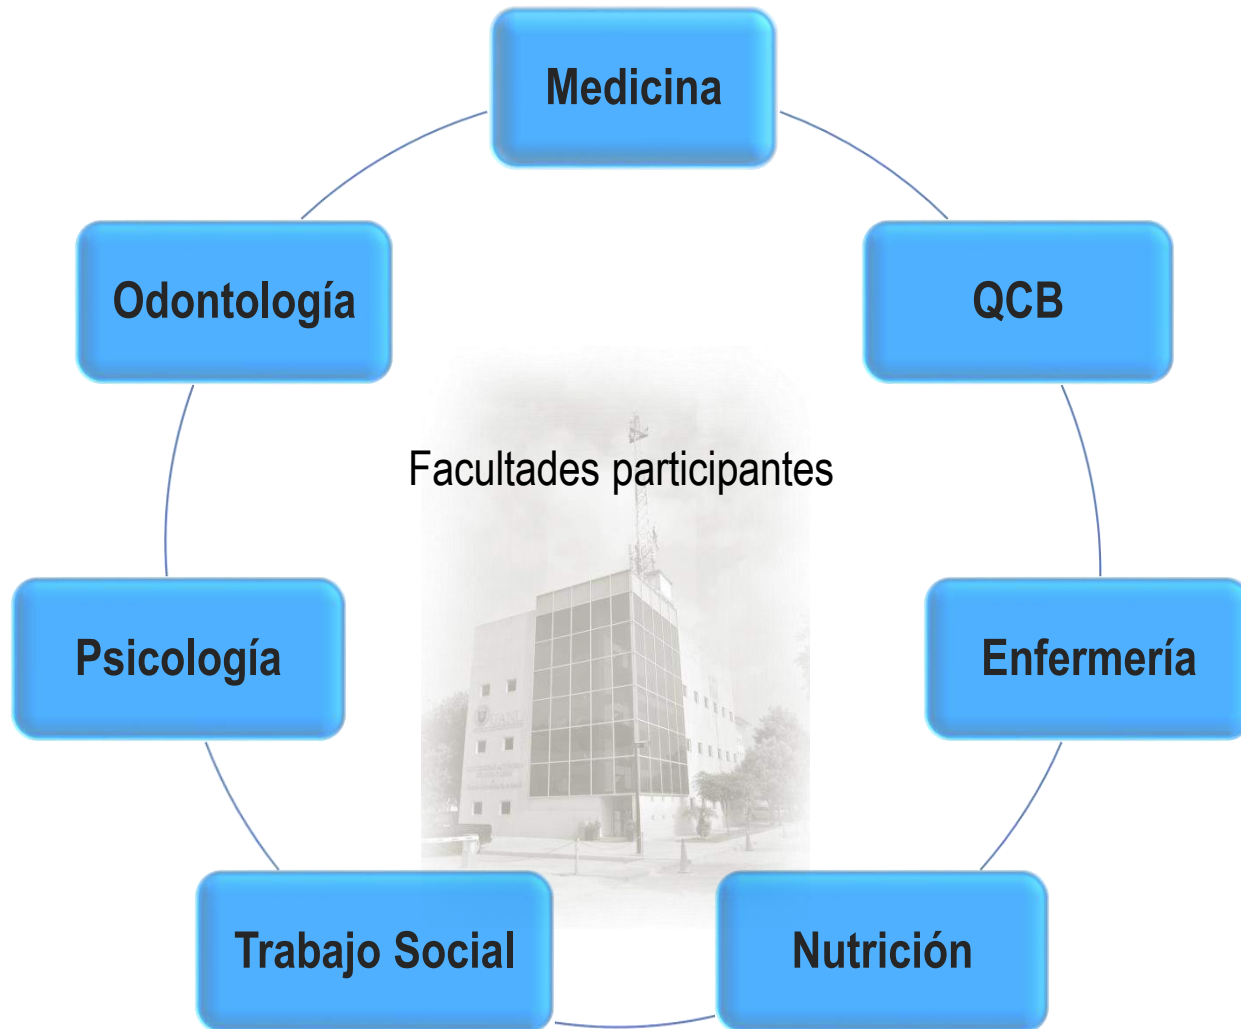 Medicina
Odontología
QCB
Facultades participantes
Psicología
Enfermería
Trabajo Social
Nutrición